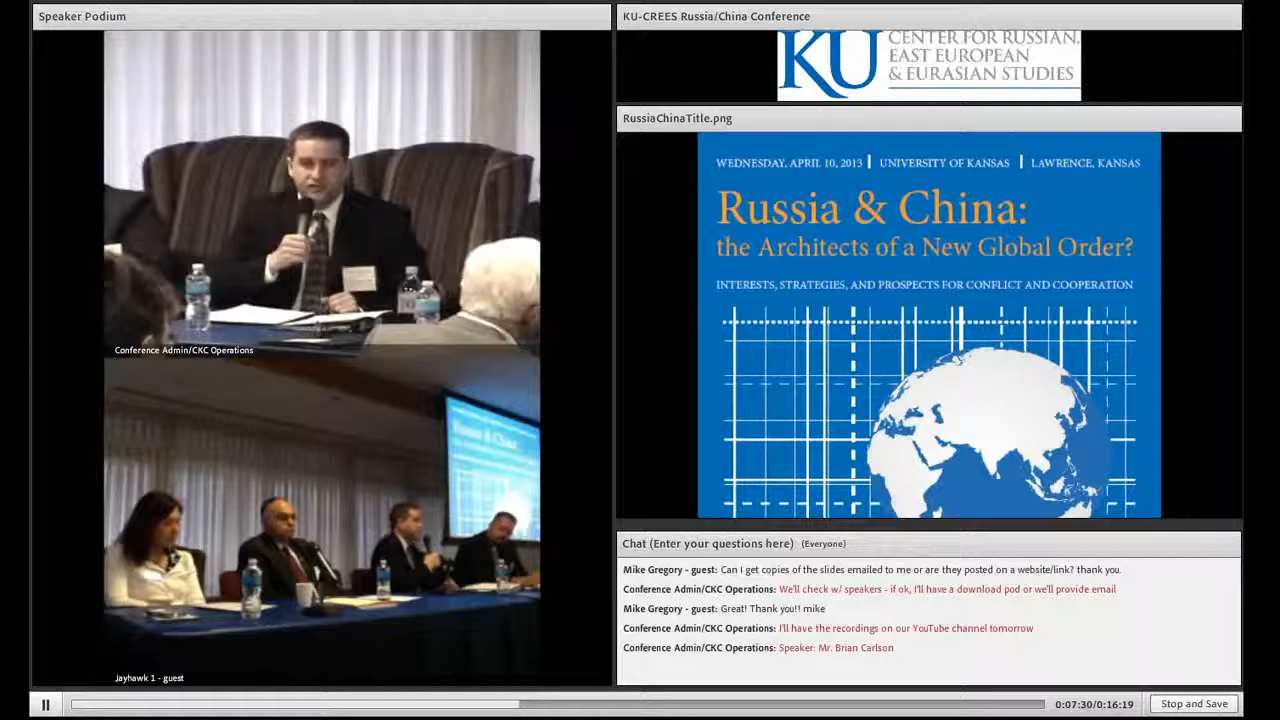 Speaker Podium
Conference Admin/CKC Operations
Jayhawk 1 - guest
KU-CREES Russia/China Conference
KU
CENTER FOR RUSSIAN,
EAST EUROPEAN
& EURASIAN STUDIES
RussiaChinaTitle.png
WEDNESDAY, APRIL 10, 2013 | UNIVERSITY OF KANSAS | LAWRENCE, KANSAS
Russia & China:
the Architects of a New Global Order?
INTERESTS, STRATEGIES, AND PROSPECTS FOR CONFLICT AND COOPERATION
Chat (Enter your questions here) (Everyone)
Mike Gregory - guest: Can I get copies of the slides emailed to me or are they posted on a website/link? thank you.
Conference Admin/CKC Operations: We'll check w/ speakers - if ok, I'll have a download pod or we'll provide email
Mike Gregory - guest: Great! Thank you!! mike
Conference Admin/CKC Operations: I'll have the recordings on our YouTube channel tomorrow
Conference Admin/CKC Operations: Speaker: Mr. Brian Carlson
0:07:30/0:16:19
Stop and Save